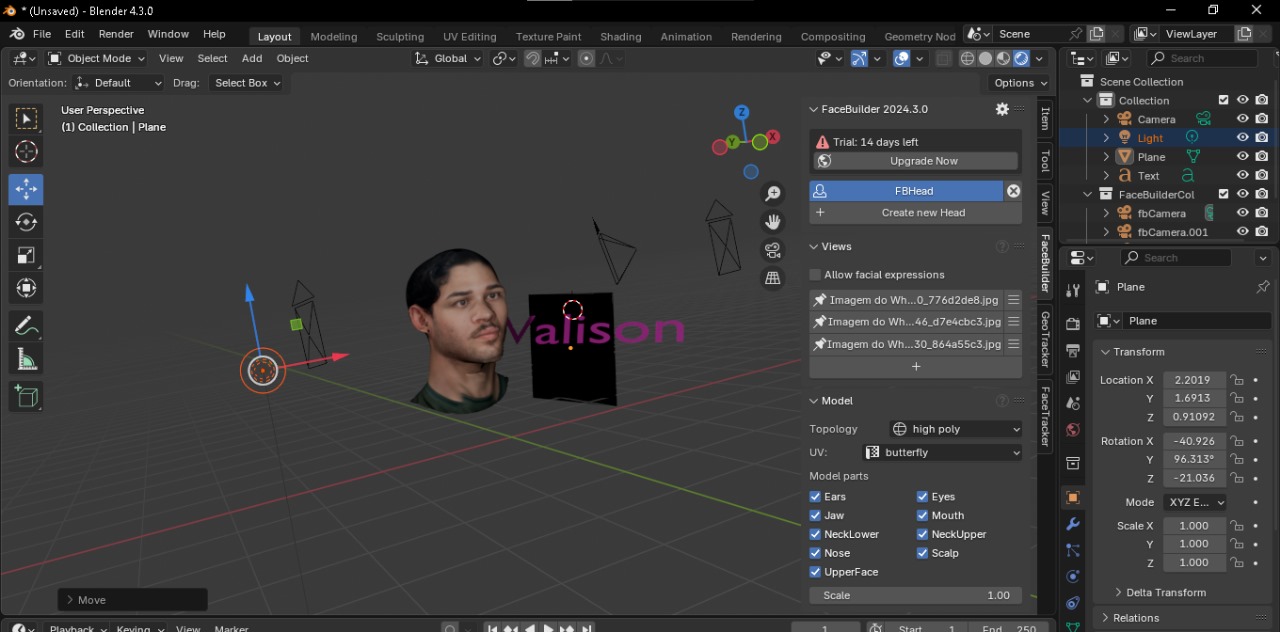 * (Unsaved) - Blender 4.3.0
File Edit Render Window Help Layout Modeling Sculpting UV Editing Texture Paint Shading Animation Rendering Compositing Geometry Nod Scene ViewLayer
Object Mode View Select Add Object Global Search
Orientation: Default Drag: Select Box Options
User Perspective
(1) Collection | Plane
Z
X
Y
Valison
Move
FaceBuilder 2024.3.0
Trial: 14 days left
Upgrade Now
FBHead
Create new Head
Views
Allow facial expressions
Imagem do Wh...0_776d2de8.jpg
Imagem do Wh...46_d7e4cbc3.jpg
Imagem do Wh...30_864a55c3.jpg
+
Model
Topology high poly
UV: butterfly
Model parts
Ears Eyes
Jaw Mouth
NeckLower NeckUpper
Nose Scalp
UpperFace
Scale 1.00
Item
Tool
View
FaceBuilder
GeoTracker
FaceTracker
Scene Collection
Collection
Camera
Light
Plane
Text
FaceBuilderCol
fbCamera
fbCamera.001
Search
Plane
Plane
Transform
Location X 2.2019
Y 1.6913
Z 0.91092
Rotation X -40.926
Y 96.313°
Z -21.036
Mode XYZ E...
Scale X 1.000
Y 1.000
Z 1.000
Delta Transform
Relations
Playback Keying View Marker 1 Start 1 End 250